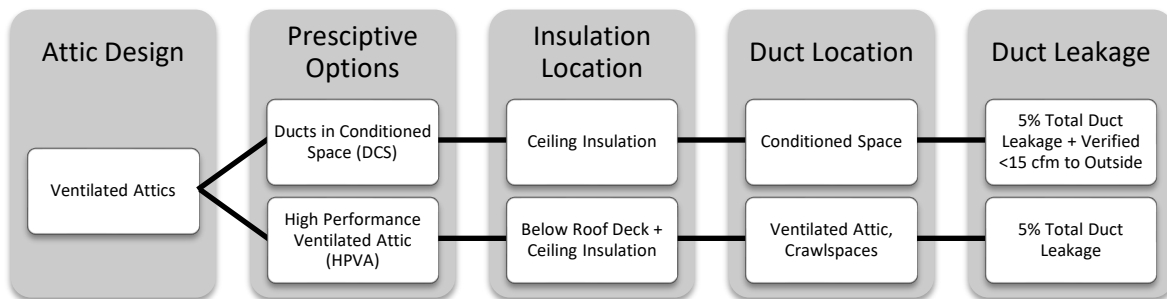 Attic Design
Ventilated Attics
Presciptive
Options
Ducts in Conditioned
Space (DCS)
High Performance
Ventilated Attic
(HPVA)
Insulation
Location
Ceiling Insulation
Below Roof Deck +
Ceiling Insulation
Duct Location
Conditioned Space
Ventilated Attic,
Crawlspaces
Duct Leakage
5% Total Duct
Leakage + Verified
<15 cfm to Outside
5% Total Duct
Leakage